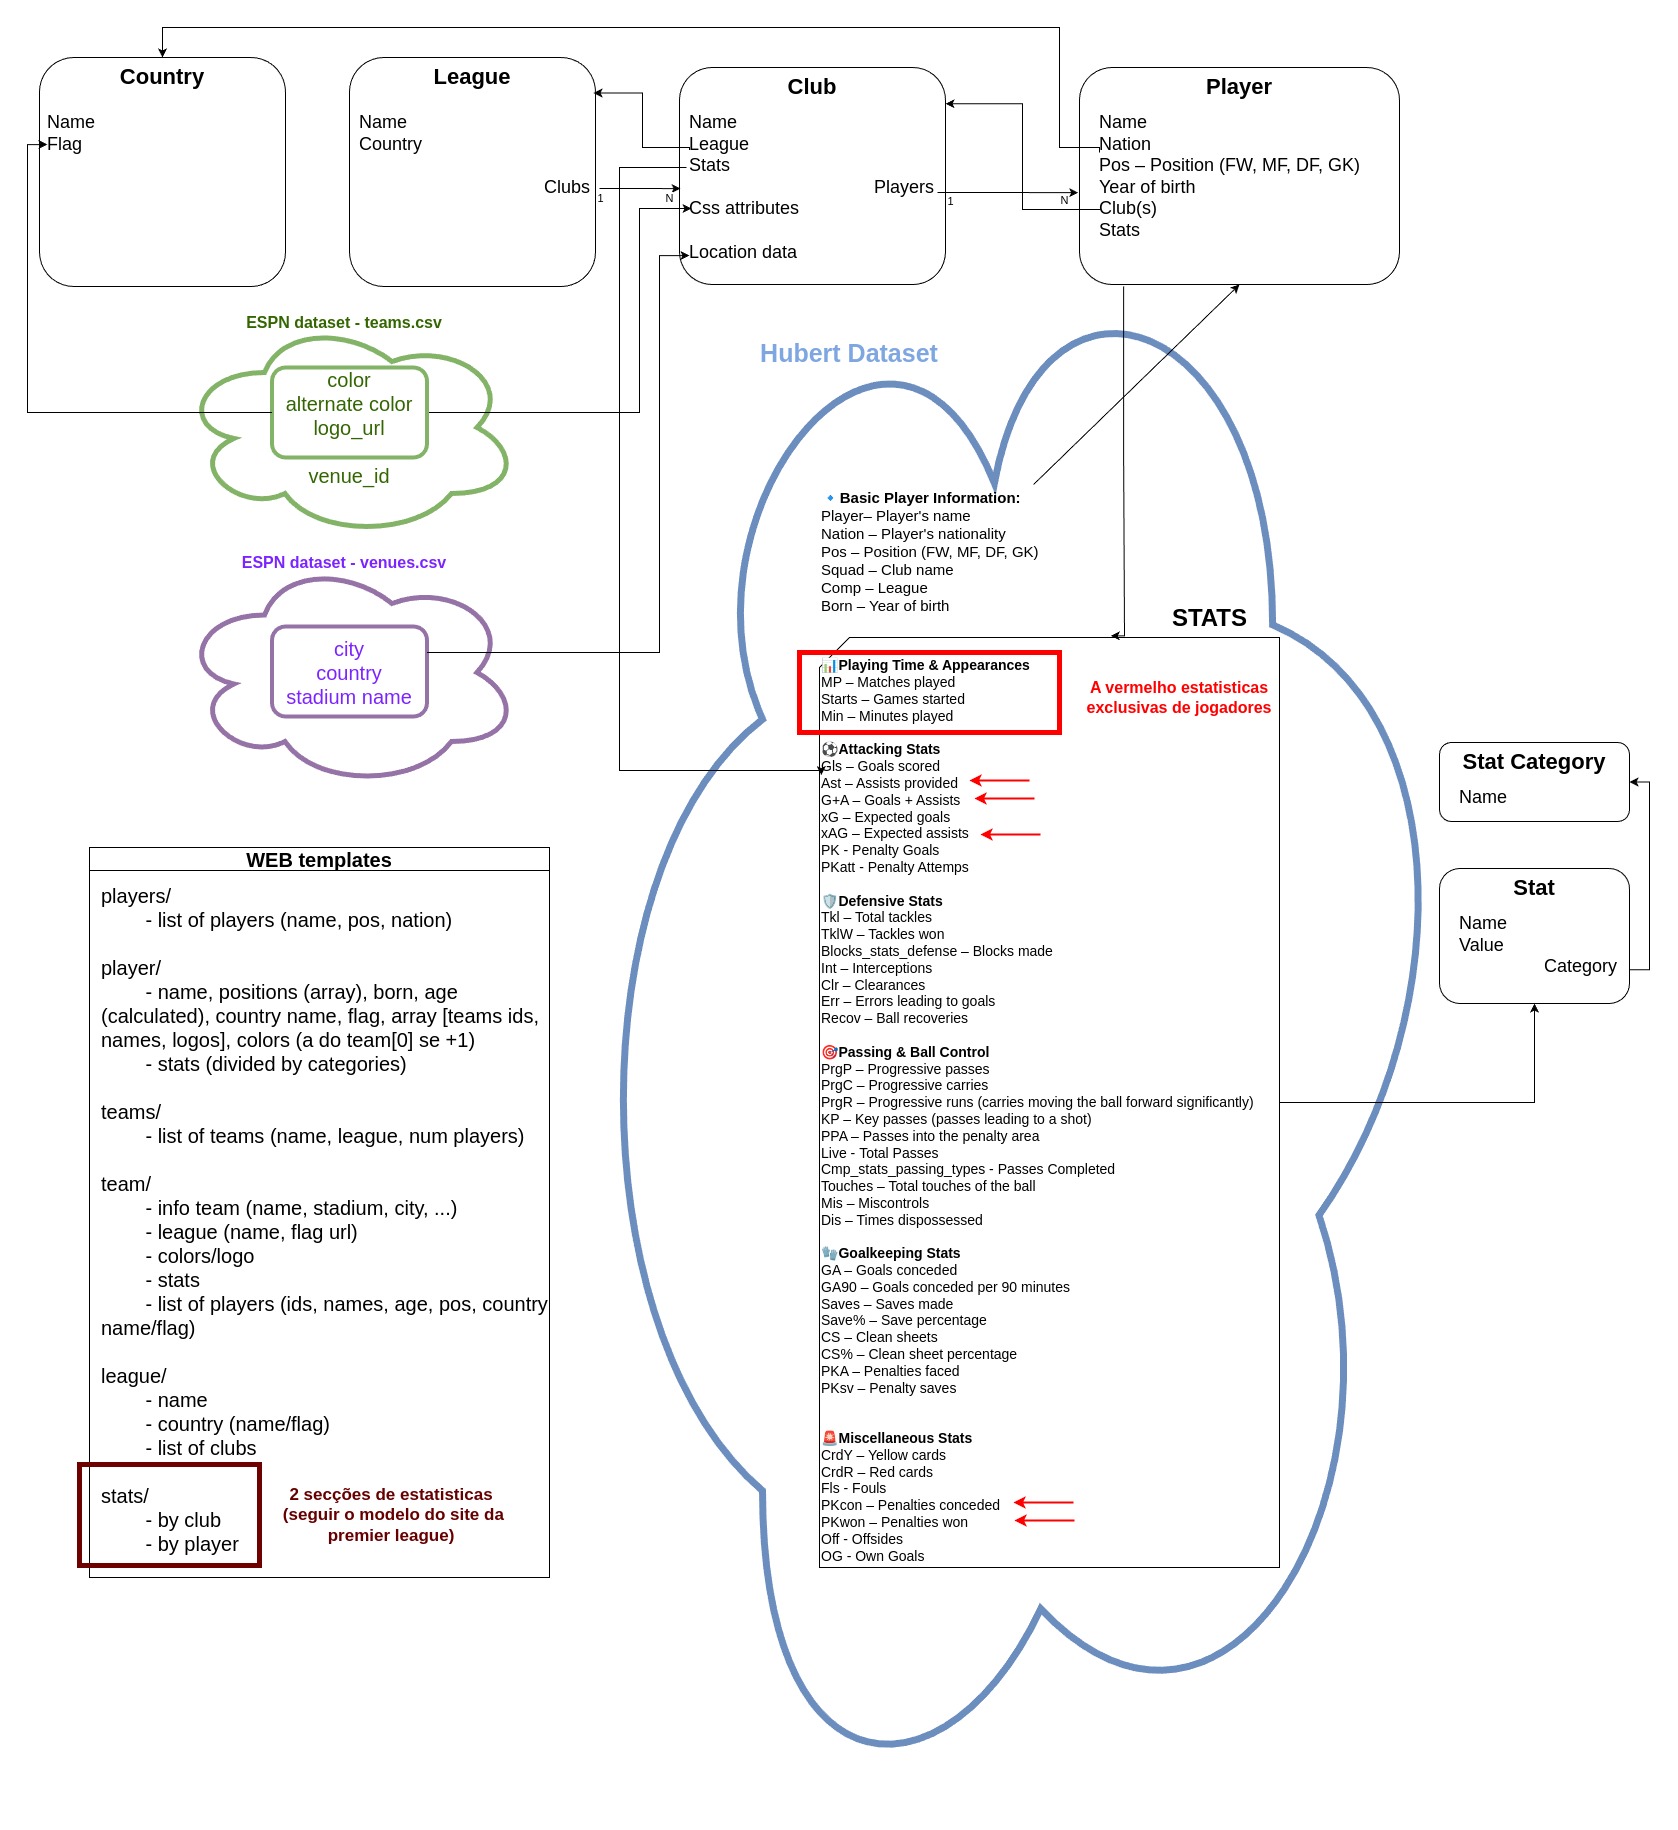 Country
Name
Flag
League
Name
Country
Clubs
1
N
Club
Name
League
Stats
Css attributes
Location data
Players
1
N
Player
Name
Nation
Pos – Position (FW, MF, DF, GK)
Year of birth
Club(s)
Stats
ESPN dataset - teams.csv
color
alternate color
logo_url
venue_id
ESPN dataset - venues.csv
city
country
stadium name
Hubert Dataset
🔹 Basic Player Information:
Player– Player's name
Nation – Player's nationality
Pos – Position (FW, MF, DF, GK)
Squad – Club name
Comp – League
Born – Year of birth
STATS
📊Playing Time & Appearances
MP – Matches played
Starts – Games started
Min – Minutes played
A vermelho estatisticas
exclusivas de jogadores
⚽Attacking Stats
Gls – Goals scored
Ast – Assists provided
G+A – Goals + Assists
xG – Expected goals
xAG – Expected assists
PK - Penalty Goals
PKatt - Penalty Attemps
🛡️Defensive Stats
Tkl – Total tackles
TklW – Tackles won
Blocks_stats_defense – Blocks made
Int – Interceptions
Clr – Clearances
Err – Errors leading to goals
Recov – Ball recoveries
🎯Passing & Ball Control
PrgP – Progressive passes
PrgC – Progressive carries
PrgR – Progressive runs (carries moving the ball forward significantly)
KP – Key passes (passes leading to a shot)
PPA – Passes into the penalty area
Live - Total Passes
Cmp_stats_passing_types - Passes Completed
Touches – Total touches of the ball
Mis – Miscontrols
Dis – Times dispossessed
🧤Goalkeeping Stats
GA – Goals conceded
GA90 – Goals conceded per 90 minutes
Saves – Saves made
Save% – Save percentage
CS – Clean sheets
CS% – Clean sheet percentage
PKA – Penalties faced
PKsv – Penalty saves
🚨Miscellaneous Stats
CrdY – Yellow cards
CrdR – Red cards
Fls - Fouls
PKcon – Penalties conceded
PKwon – Penalties won
Off - Offsides
OG - Own Goals
Stat Category
Name
Stat
Name
Value
Category
WEB templates
players/
- list of players (name, pos, nation)
player/
- name, positions (array), born, age
(calculated), country name, flag, array [teams ids,
names, logos], colors (a do team[0] se +1)
- stats (divided by categories)
teams/
- list of teams (name, league, num players)
team/
- info team (name, stadium, city, ...)
- league (name, flag url)
- colors/logo
- stats
- list of players (ids, names, age, pos, country
name/flag)
league/
- name
- country (name/flag)
- list of clubs
stats/
- by club
- by player
2 secções de estatisticas
(seguir o modelo do site da
premier league)